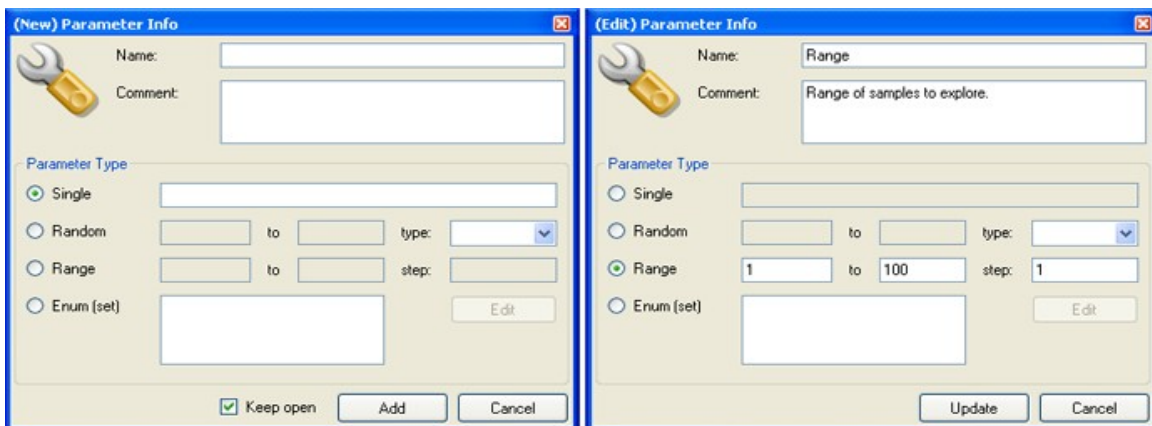 (New) Parameter Info
Name:
Comment:
Parameter Type
Single
Random to type:
Range to step:
Enum (set) Edit
Keep open Add Cancel
(Edit) Parameter Info
Name: Range
Comment: Range of samples to explore.
Parameter Type
Single
Random to type:
Range 1 to 100 step: 1
Enum (set) Edit
Update Cancel